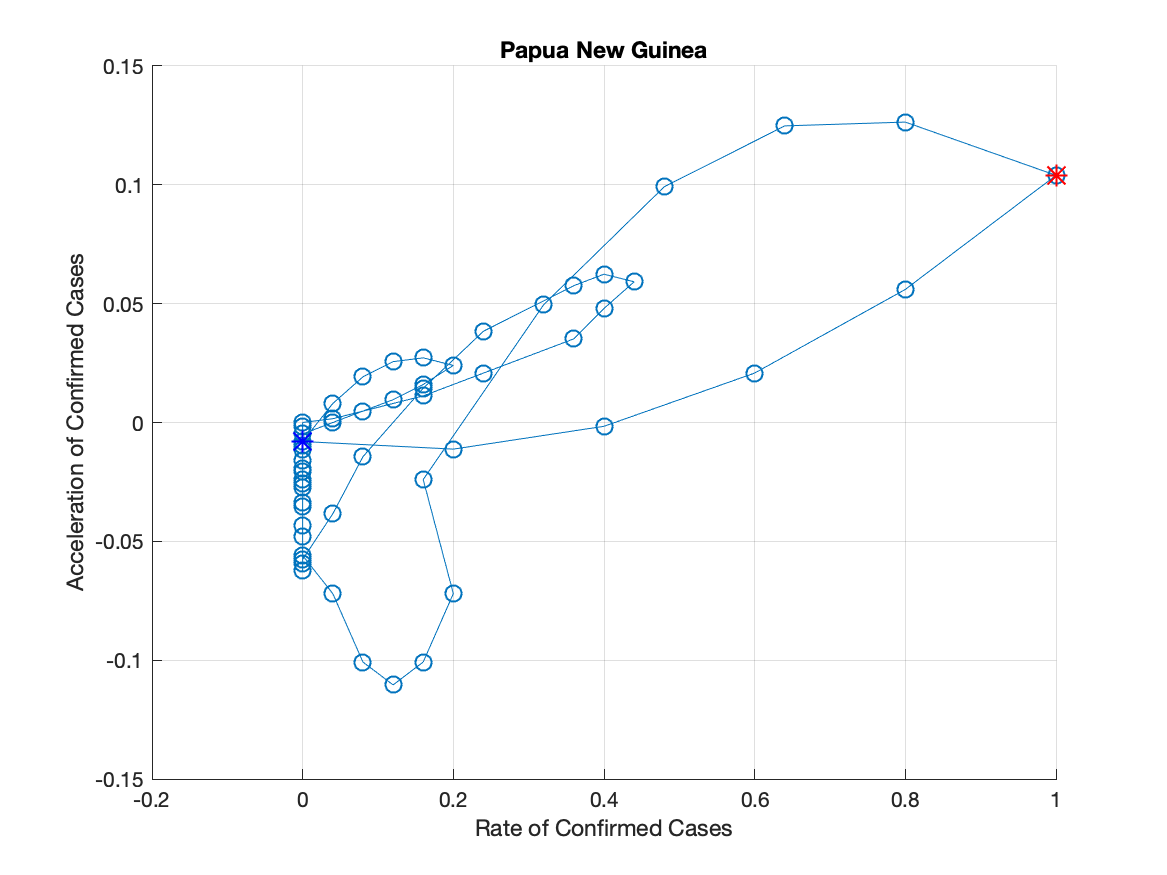 Papua New Guinea
0.15
0.1
0.05
0
-0.05
-0.1
-0.15
Acceleration of Confirmed Cases
-0.2 0 0.2 0.4 0.6 0.8 1
Rate of Confirmed Cases